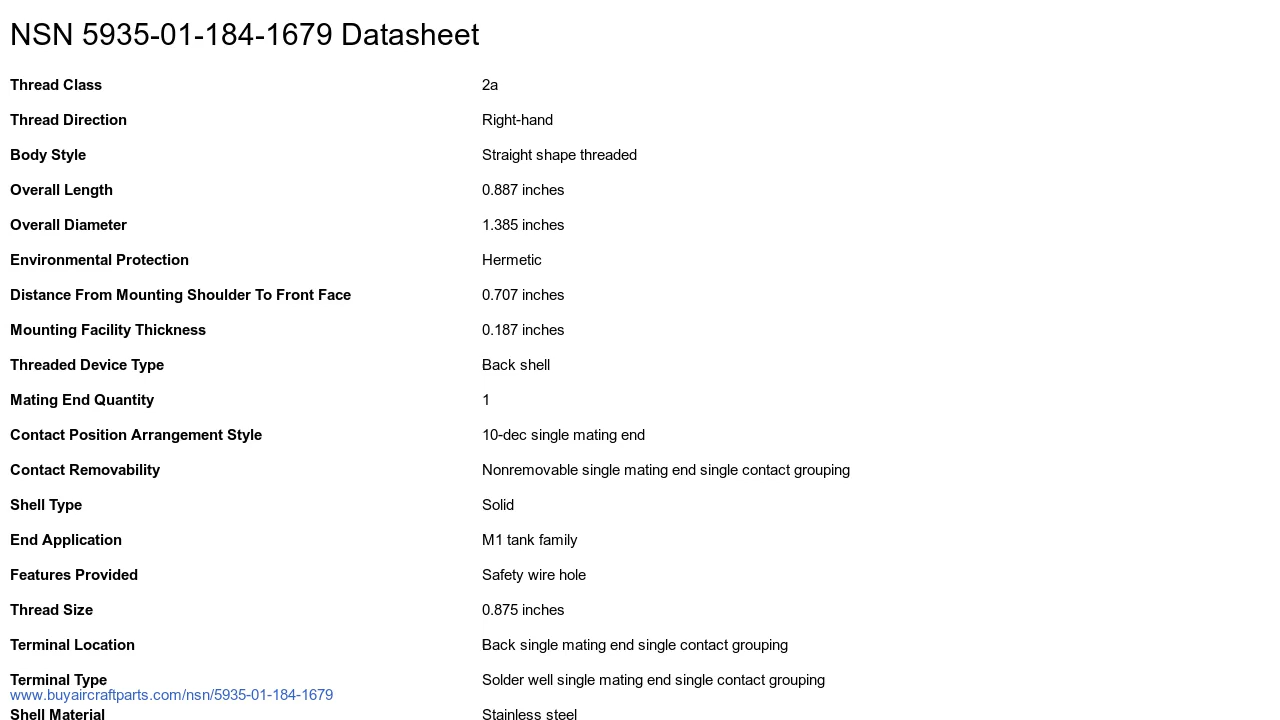 NSN 5935-01-184-1679 Datasheet
Thread Class 2a
Thread Direction Right-hand
Body Style Straight shape threaded
Overall Length 0.887 inches
Overall Diameter 1.385 inches
Environmental Protection Hermetic
Distance From Mounting Shoulder To Front Face 0.707 inches
Mounting Facility Thickness 0.187 inches
Threaded Device Type Back shell
Mating End Quantity 1
Contact Position Arrangement Style 10-dec single mating end
Contact Removability Nonremovable single mating end single contact grouping
Shell Type Solid
End Application M1 tank family
Features Provided Safety wire hole
Thread Size 0.875 inches
Terminal Location Back single mating end single contact grouping
Terminal Type Solder well single mating end single contact grouping
www.buyaircraftparts.com/nsn/5935-01-184-1679
Shell Material Stainless steel